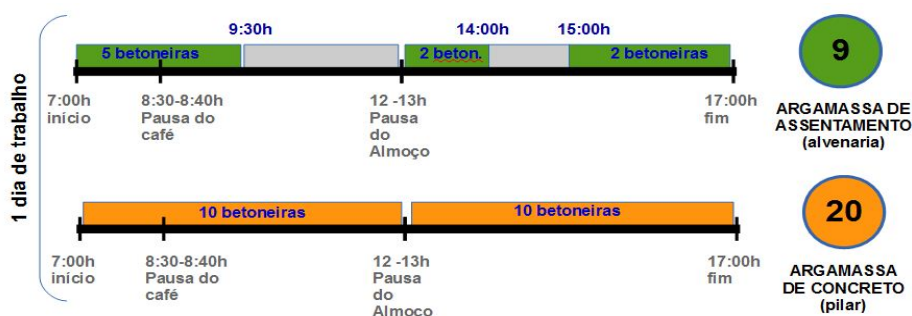 1 dia de trabalho
9:30h
14:00h
15:00h
5 betoneiras
2 beton.
2 betoneiras
7:00h
início
8:30-8:40h
Pausa do
café
12 -13h
Pausa
do
Almoço
17:00h
fim
9
ARGAMASSA DE
ASSENTAMENTO
(alvenaria)
10 betoneiras
10 betoneiras
7:00h
início
8:30-8:40h
Pausa do
café
12 -13h
Pausa
do
Almoço
17:00h
fim
20
ARGAMASSA
DE CONCRETO
(pilar)